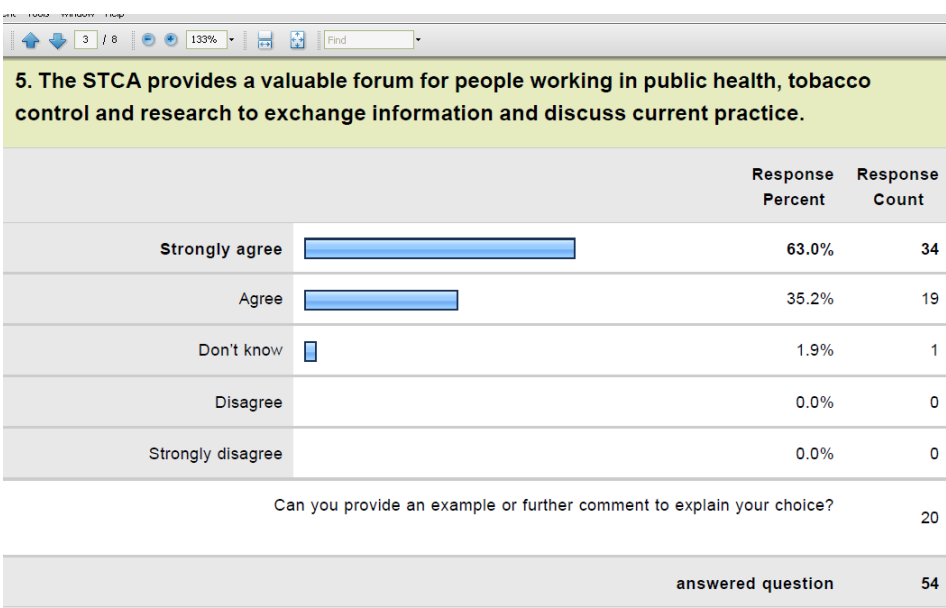 Tools Window Help
3 / 8 133% Find
5. The STCA provides a valuable forum for people working in public health, tobacco
control and research to exchange information and discuss current practice.
Response Response
Percent Count
Strongly agree 63.0% 34
Agree 35.2% 19
Don't know 1.9% 1
Disagree 0.0% 0
Strongly disagree 0.0% 0
Can you provide an example or further comment to explain your choice?
20
answered question 54